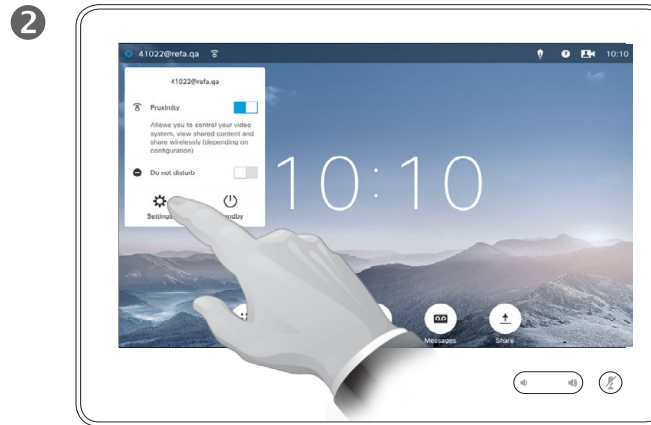 2
41022@refa.qa
10:10
41022@refa.qa
Proximity
Allows you to control your video
system, view shared content and
share wirelessly (depending on
configuration)
Do not disturb
10:10
Settings
Messages
Share